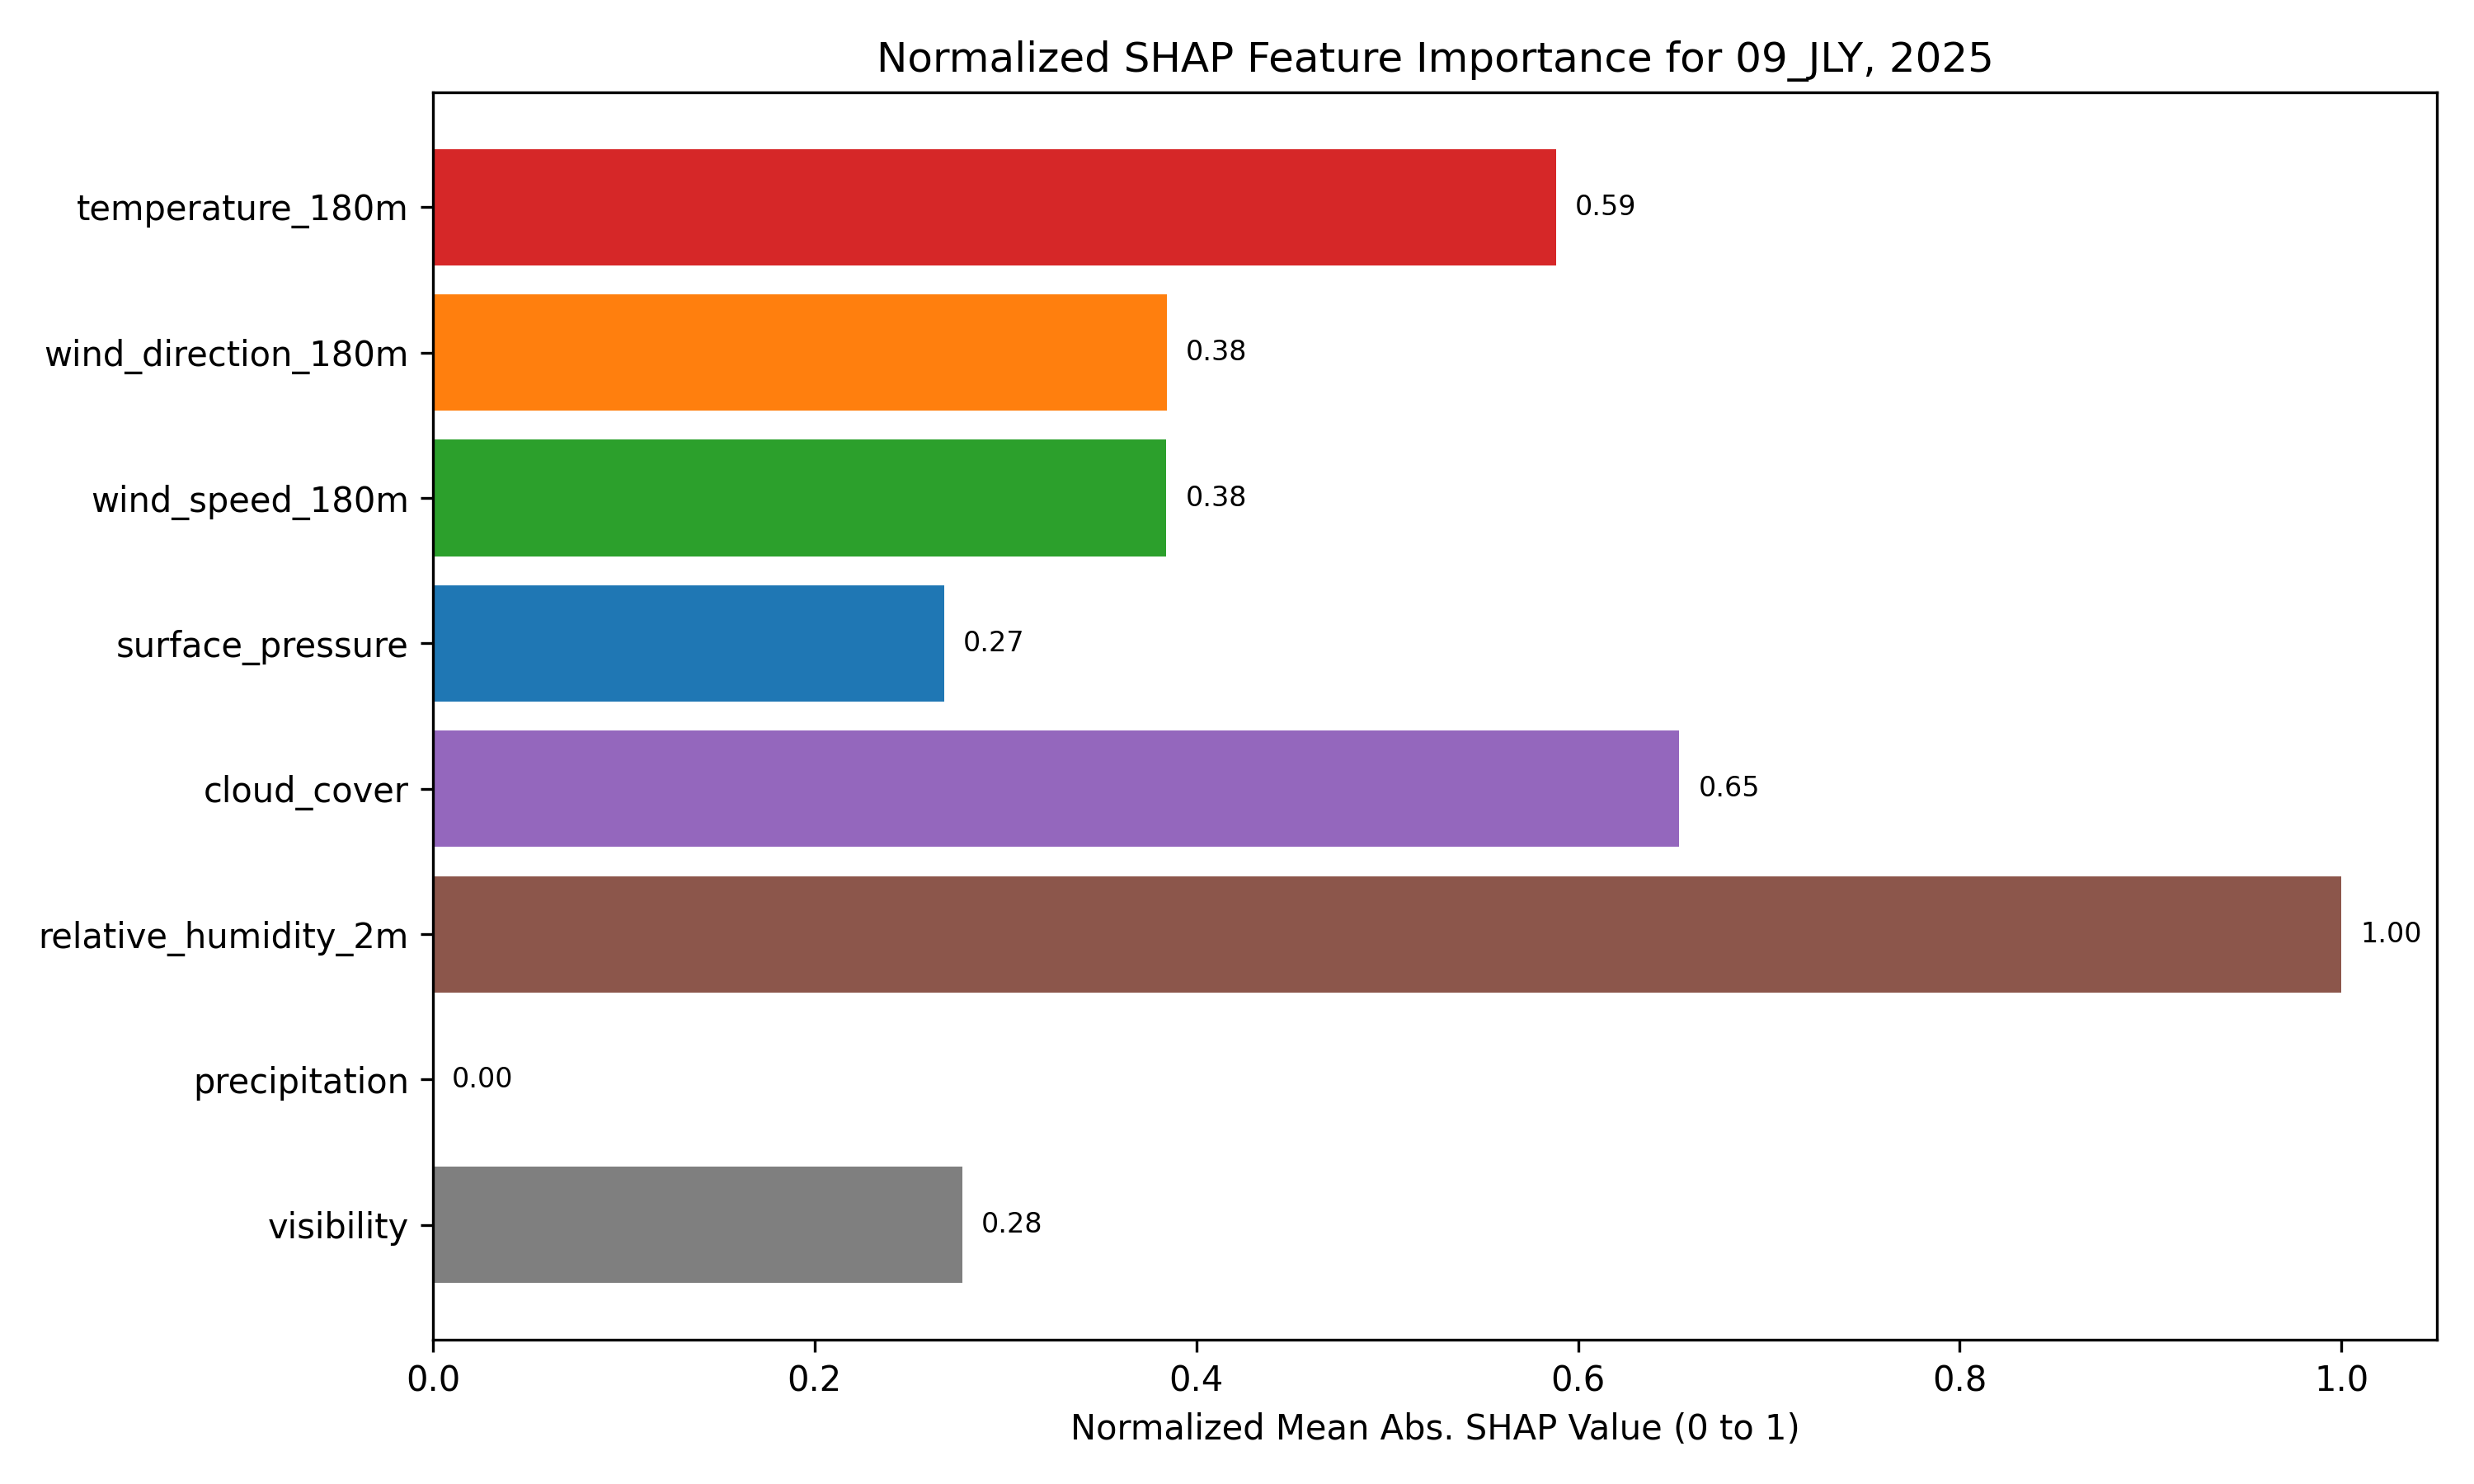 Normalized SHAP Feature Importance for 09_JLY, 2025
temperature_180m
0.59
wind_direction_180m
0.38
wind_speed_180m
0.38
surface_pressure
0.27
cloud_cover
0.65
relative_humidity_2m
1.00
precipitation
0.00
visibility
0.28
0.0 0.2 0.4 0.6 0.8 1.0
Normalized Mean Abs. SHAP Value (0 to 1)